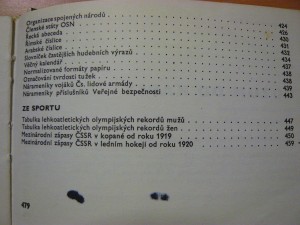 Organizace spojených národů 424
Členské státy OSN 426
Řecká abeceda 430
Římské číslice 431
Arabské číslice
Slovníček častějších hudebních výrazů 432
Věčný kalendář 434
Normalizované formáty papíru 437
Označování tvrdosti tužek 438
Nárameníky vojáků Čs. lidové armády 439
Nárameníky příslušníků Veřejné bezpečnosti 443
ZE SPORTU
Tabulka lehkoatletických olympijských rekordů mužů 447
Tabulka lehkoatletických olympijských rekordů žen 449
Mezinárodní zápasy ČSSR v kopané od roku 1919 450
Mezinárodní zápasy ČSSR v ledním hokeji od roku 1920 459
479